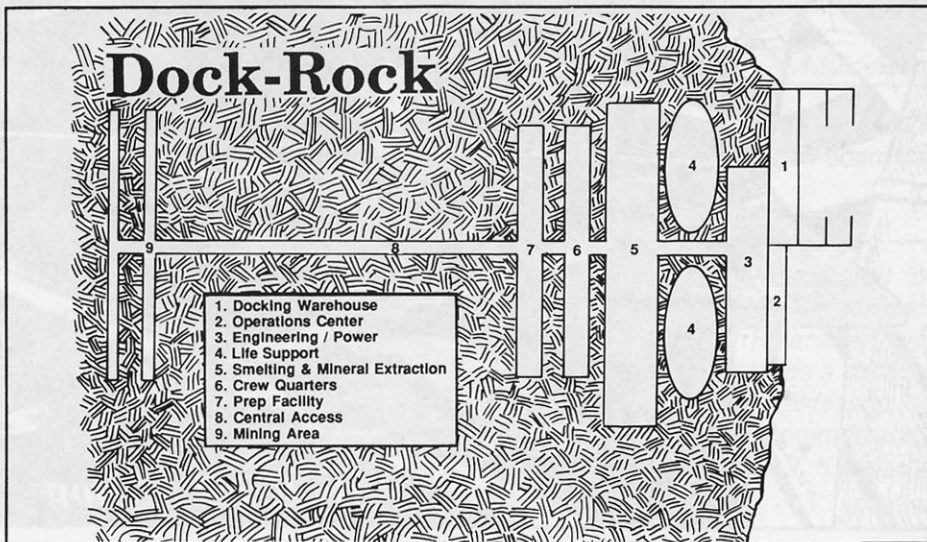 Dock-Rock
4
1
9
8
7
6
5
3
2
4
1. Docking Warehouse
2. Operations Center
3. Engineering / Power
4. Life Support
5. Smelting & Mineral Extraction
6. Crew Quarters
7. Prep Facility
8. Central Access
9. Mining Area